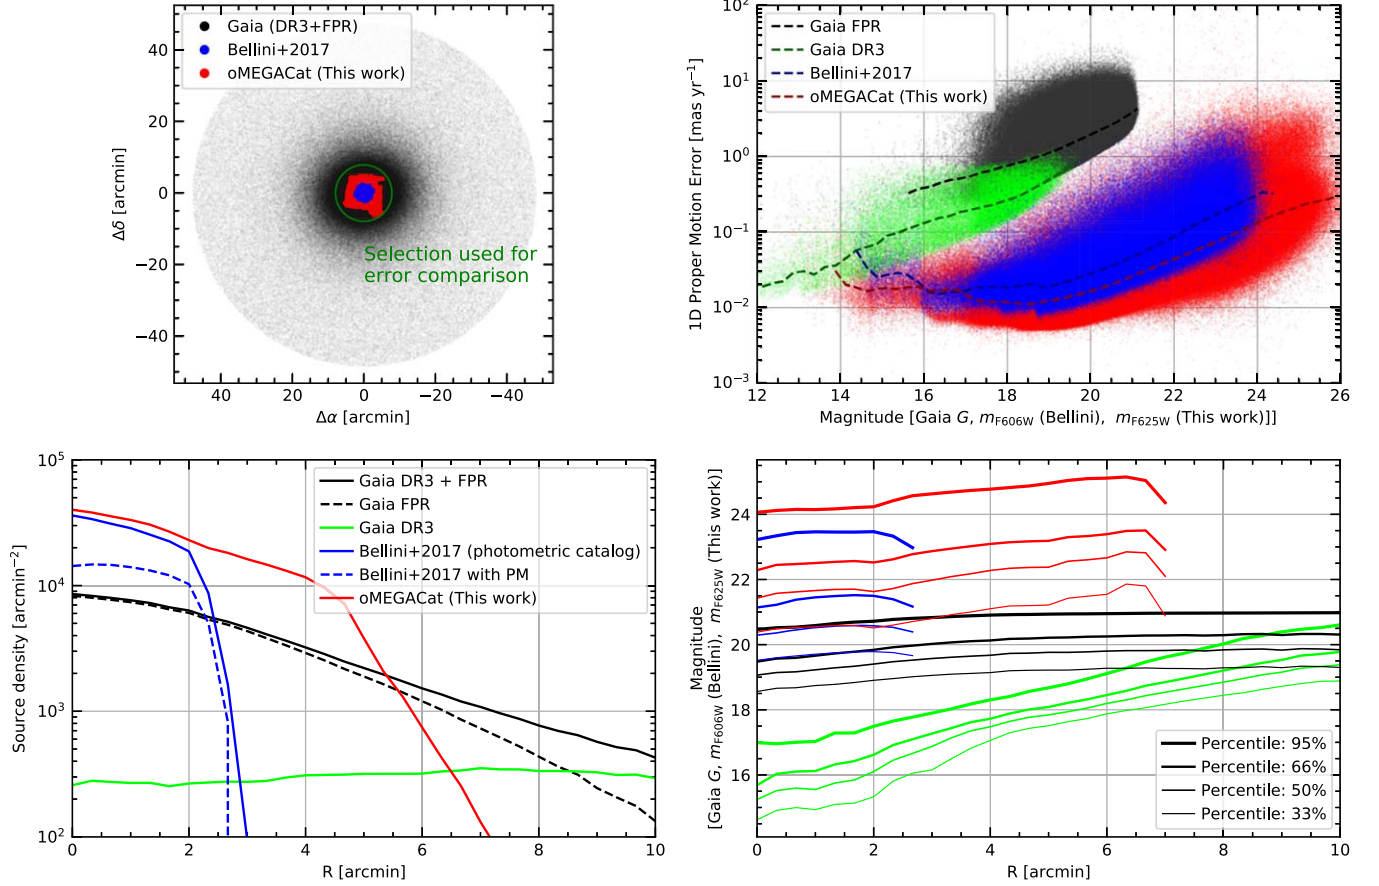 Gaia (DR3+FPR)
Bellini+2017
oMEGACat (This work)
Selection used for
error comparison
40
20
0
−20
−40
Δδ [arcmin]
40 20 0 −20 −40
Δα [arcmin]
Gaia FPR
Gaia DR3
Bellini+2017
oMEGACat (This work)
10²
10¹
10⁰
10⁻¹
10⁻²
10⁻³
1D Proper Motion Error [mas yr⁻¹]
12 14 16 18 20 22 24 26
Magnitude [Gaia G, m_F606W (Bellini), m_F625W (This work)]]
Gaia DR3 + FPR
Gaia FPR
Gaia DR3
Bellini+2017 (photometric catalog)
Bellini+2017 with PM
oMEGACat (This work)
10⁵
10⁴
10³
10²
Source density [arcmin⁻²]
0 2 4 6 8 10
R [arcmin]
24
22
20
18
16
Magnitude
[Gaia G, m_F606W (Bellini), m_F625W (This work)]
Percentile: 95%
Percentile: 66%
Percentile: 50%
Percentile: 33%
0 2 4 6 8 10
R [arcmin]